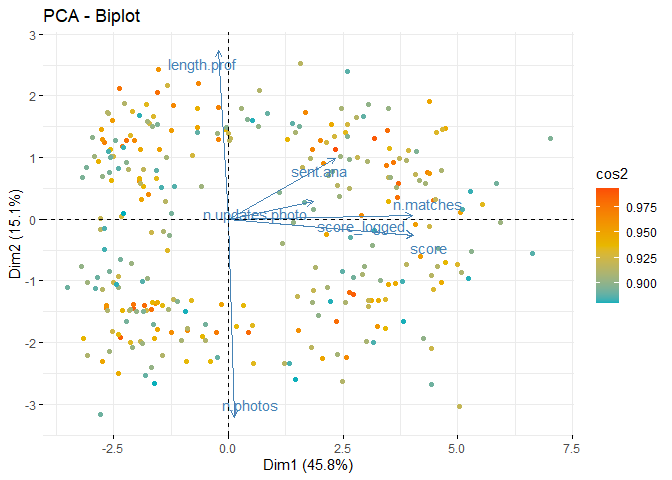 PCA - Biplot
3
2
1
0
-1
-2
-3
Dim2 (15.1%)
length.prof
sent.ana
n.matches
n.updates.photo
score_logged
score
n.photos
-2.5
0.0
2.5
5.0
7.5
Dim1 (45.8%)
cos2
0.975
0.950
0.925
0.900